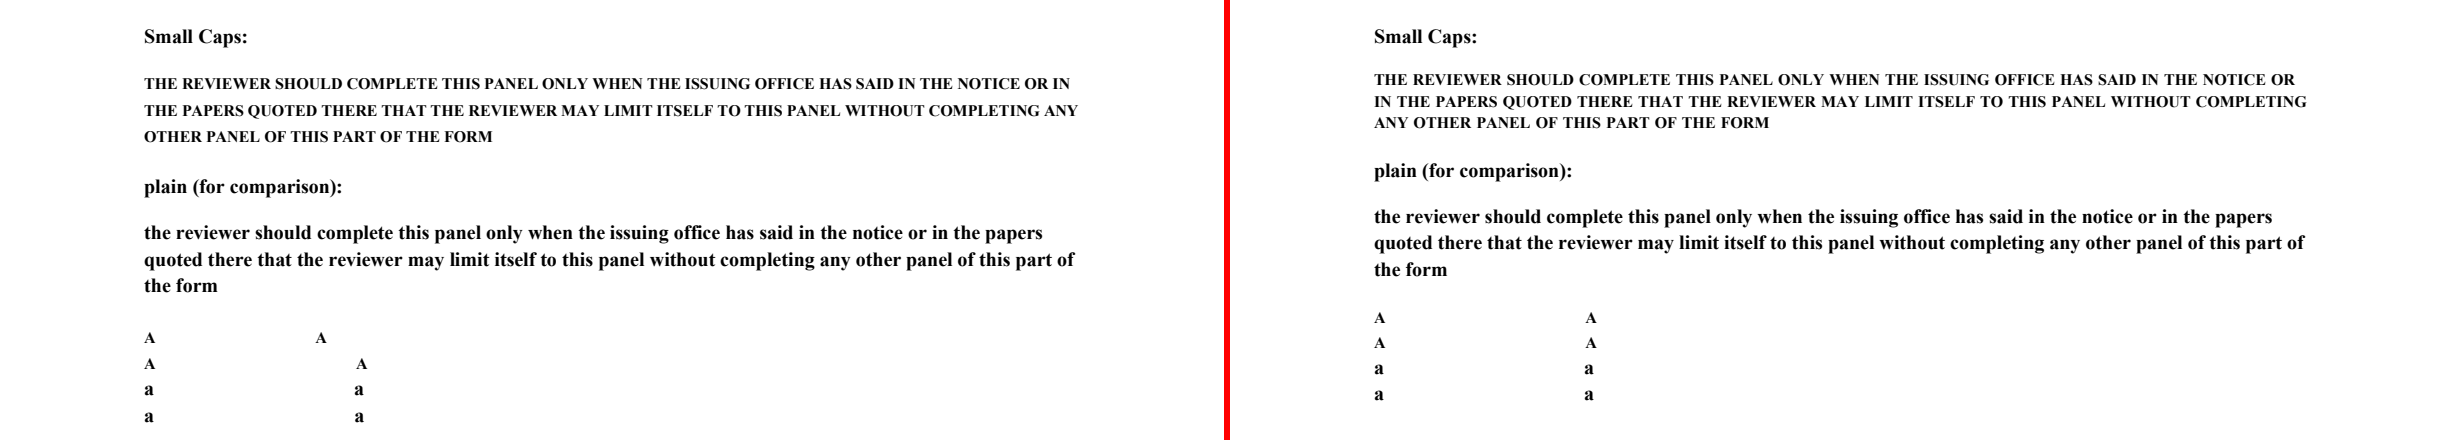 Small Caps:
THE REVIEWER SHOULD COMPLETE THIS PANEL ONLY WHEN THE ISSUING OFFICE HAS SAID IN THE NOTICE OR IN
THE PAPERS QUOTED THERE THAT THE REVIEWER MAY LIMIT ITSELF TO THIS PANEL WITHOUT COMPLETING ANY
OTHER PANEL OF THIS PART OF THE FORM
plain (for comparison):
the reviewer should complete this panel only when the issuing office has said in the notice or in the papers
quoted there that the reviewer may limit itself to this panel without completing any other panel of this part of
the form
A A
A A
a a
a a
Small Caps:
THE REVIEWER SHOULD COMPLETE THIS PANEL ONLY WHEN THE ISSUING OFFICE HAS SAID IN THE NOTICE OR
IN THE PAPERS QUOTED THERE THAT THE REVIEWER MAY LIMIT ITSELF TO THIS PANEL WITHOUT COMPLETING
ANY OTHER PANEL OF THIS PART OF THE FORM
plain (for comparison):
the reviewer should complete this panel only when the issuing office has said in the notice or in the papers
quoted there that the reviewer may limit itself to this panel without completing any other panel of this part of
the form
A A
A A
a a
a a